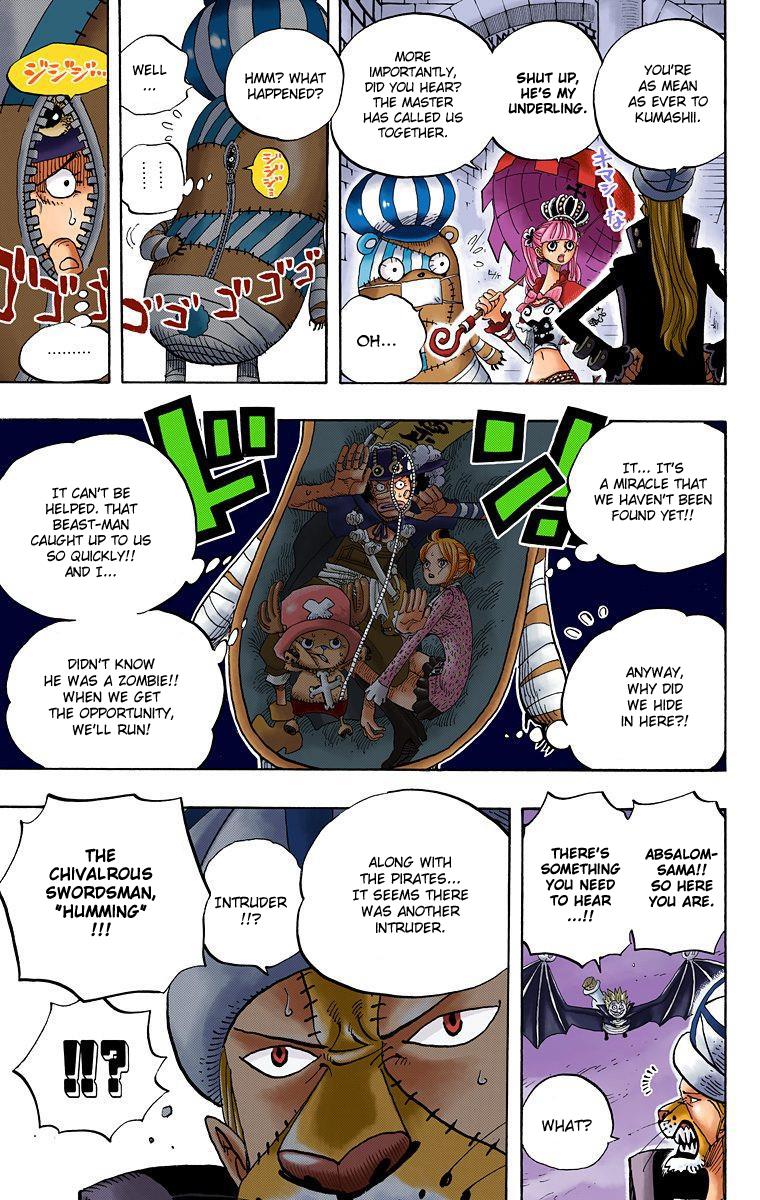 YOU'RE
AS MEAN
AS EVER TO
KUMASHII.
SHUT UP,
HE'S MY
UNDERLING.
MORE
IMPORTANTLY,
DID YOU HEAR?
THE MASTER
HAS CALLED US
TOGETHER.
キマジーな
OH...
HMM? WHAT
HAPPENED?
WELL
...
......
ジジジ...
ゴゴゴゴゴ
ジジジ...
ゴゴゴ
..........
IT... IT'S
A MIRACLE THAT
WE HAVEN'T BEEN
FOUND YET!!
ANYWAY,
WHY DID
WE HIDE
IN HERE?!
ドドン!!
IT CAN'T BE
HELPED. THAT
BEAST-MAN
CAUGHT UP TO US
SO QUICKLY!!
AND I...
DIDN'T KNOW
HE WAS A ZOMBIE!!
WHEN WE GET
THE OPPORTUNITY,
WE'LL RUN!
ABSALOM-
SAMA!!
SO HERE
YOU ARE.
THERE'S
SOMETHING
YOU NEED
TO HEAR
...!!
WHAT?
ALONG WITH
THE PIRATES...
IT SEEMS THERE
WAS ANOTHER
INTRUDER.
INTRUDER
!!?
THE
CHIVALROUS
SWORDSMAN,
"HUMMING"
!!!
!!?